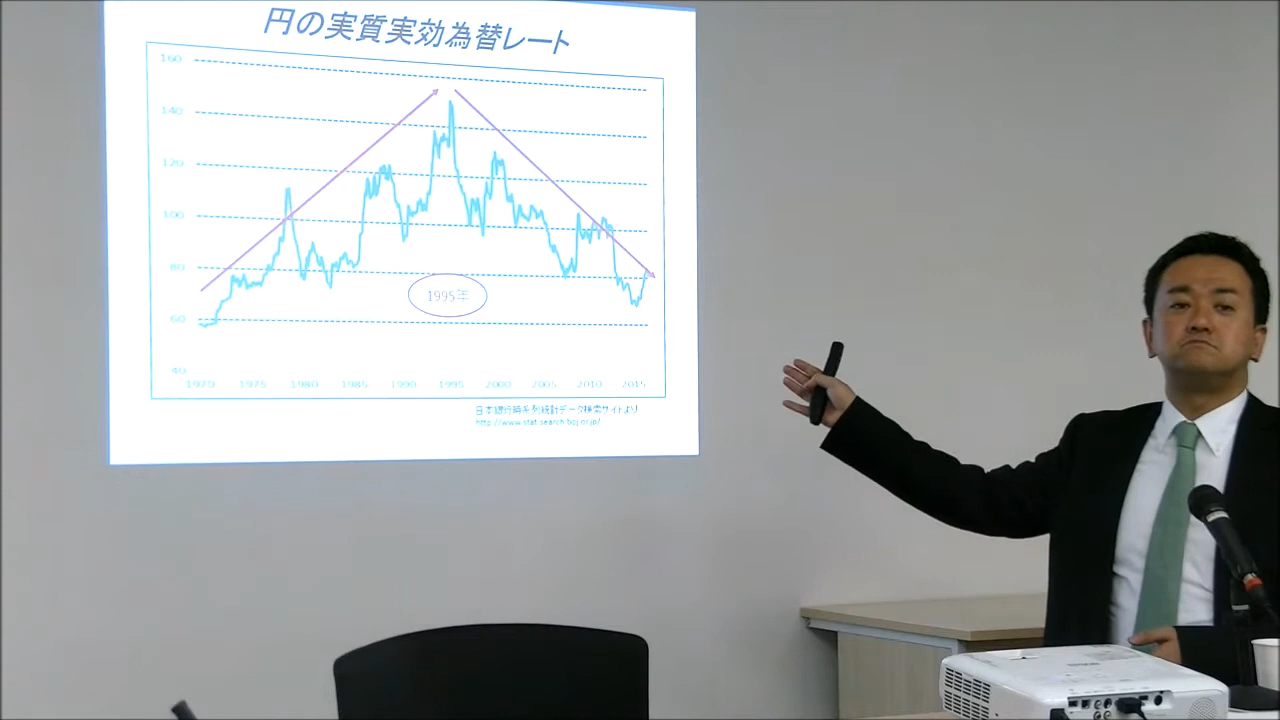 円の実質実効為替レート
160
140
120
100
80
60
40
1970 1975 1980 1985 1990 1995 2000 2005 2010 2015
1995年
日本銀行時系列統計データ検索サイトより
http://www.stat-search.boj.or.jp/